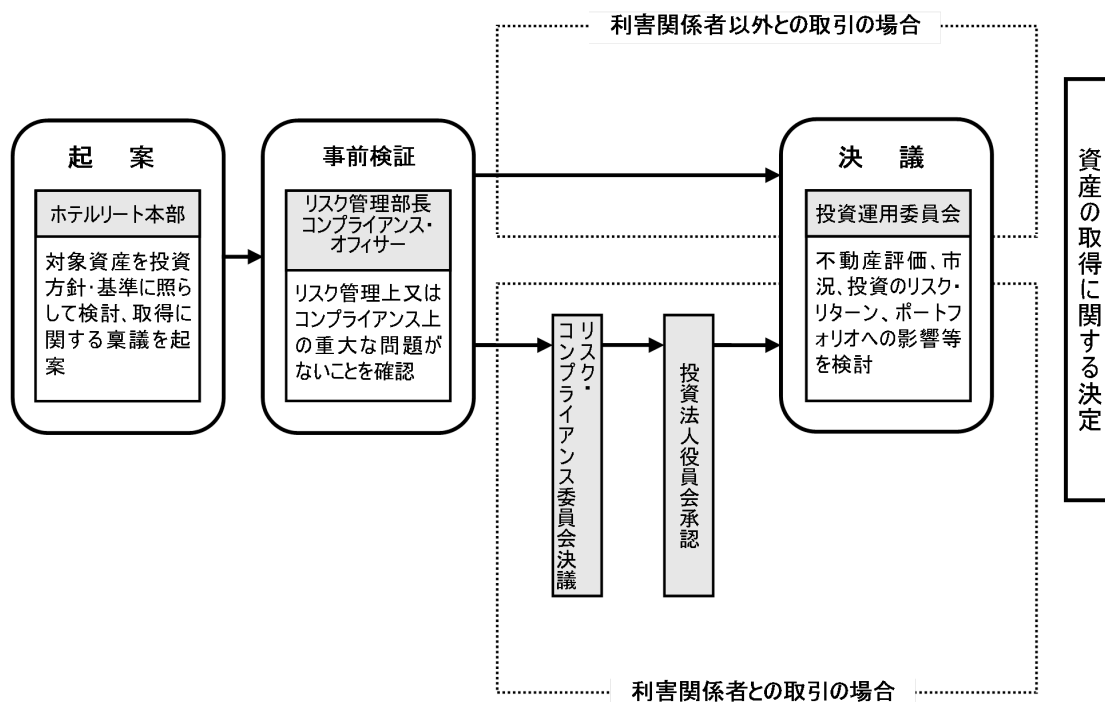 利害関係者以外との取引の場合
起　案
ホテルリート本部
対象資産を投資
方針・基準に照ら
して検討、取得に
関する稟議を起
案
事前検証
リスク管理部長
コンプライアンス・
オフィサー
リスク管理上又は
コンプライアンス上
の重大な問題が
ないことを確認
リスク・
コンプライアンス委員会決議
投資法人役員会承認
決　議
投資運用委員会
不動産評価、市
況、投資のリスク・
リターン、ポートフ
ォリオへの影響等
を検討
資産の取得に関する決定
利害関係者との取引の場合